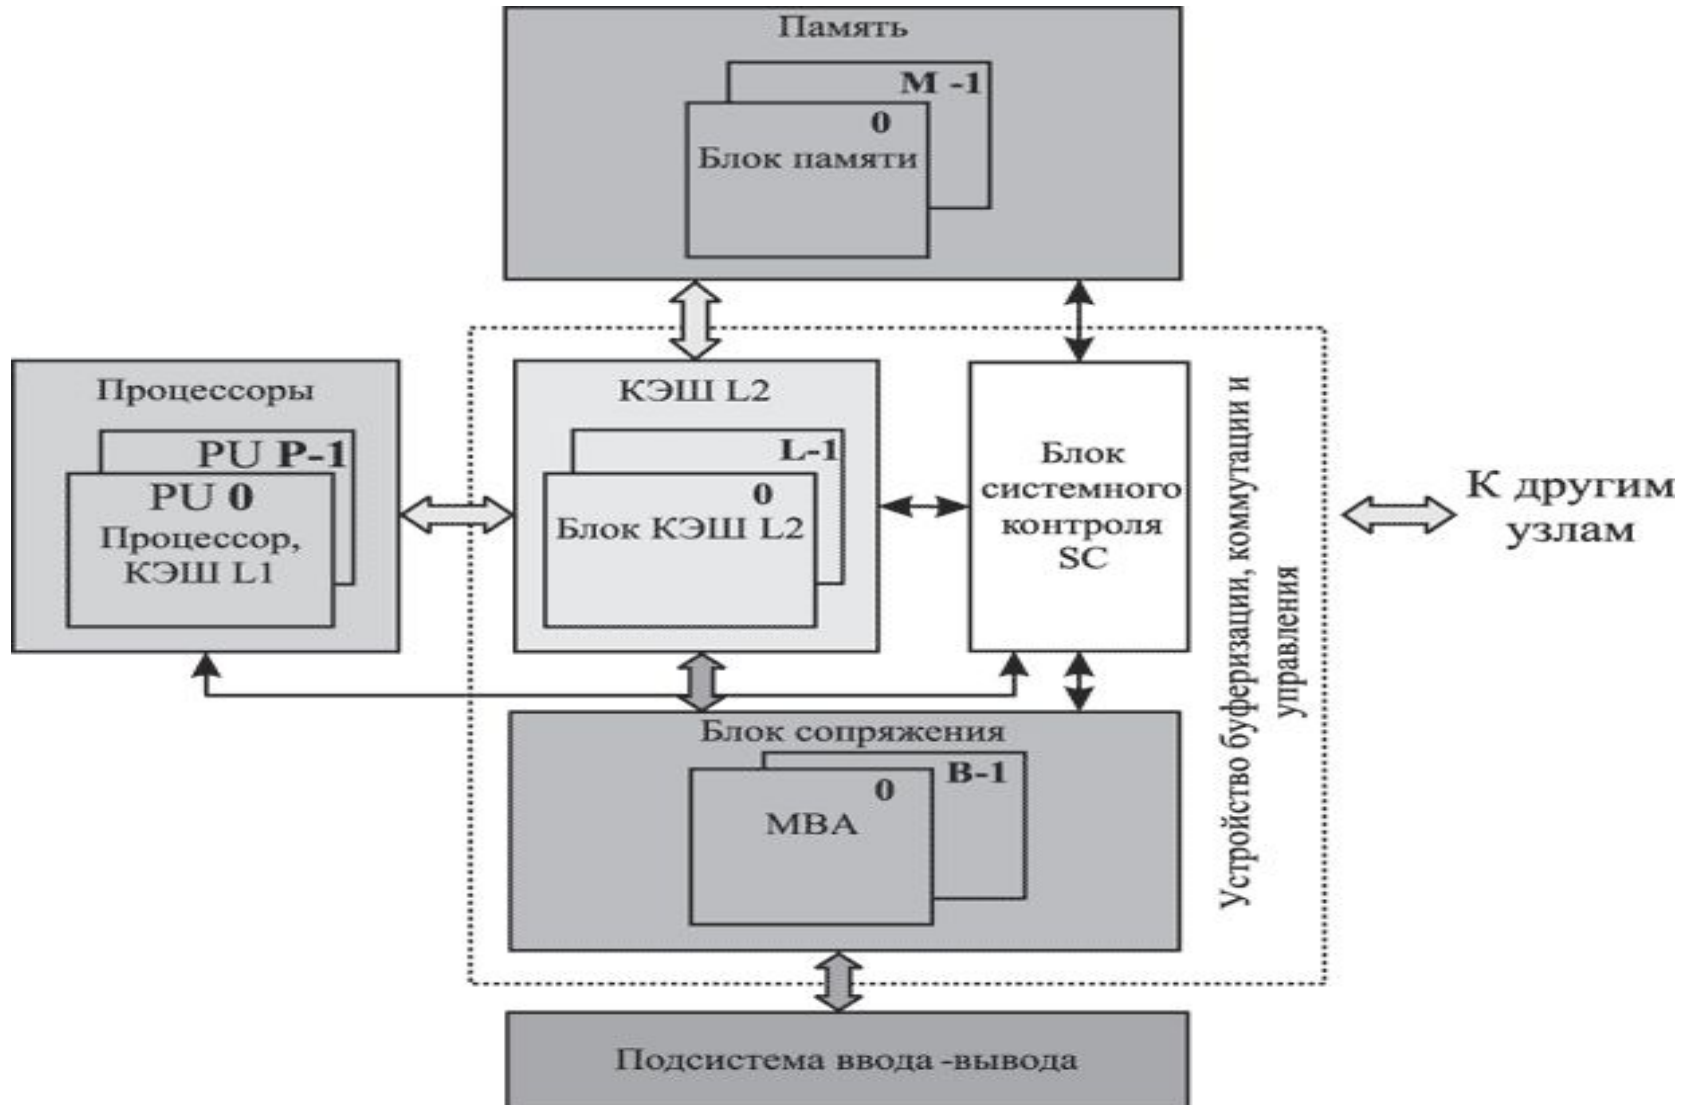 Память
M -1
0
Блок памяти
Процессоры
PU P-1
PU 0
Процессор,
КЭШ L1
КЭШ L2
L-1
0
Блок КЭШ L2
Блок
системного
контроля
SC
Устройство буферизации, коммутации и
управления
К другим
узлам
Блок сопряжения
B-1
0
MBA
Подсистема ввода -вывода